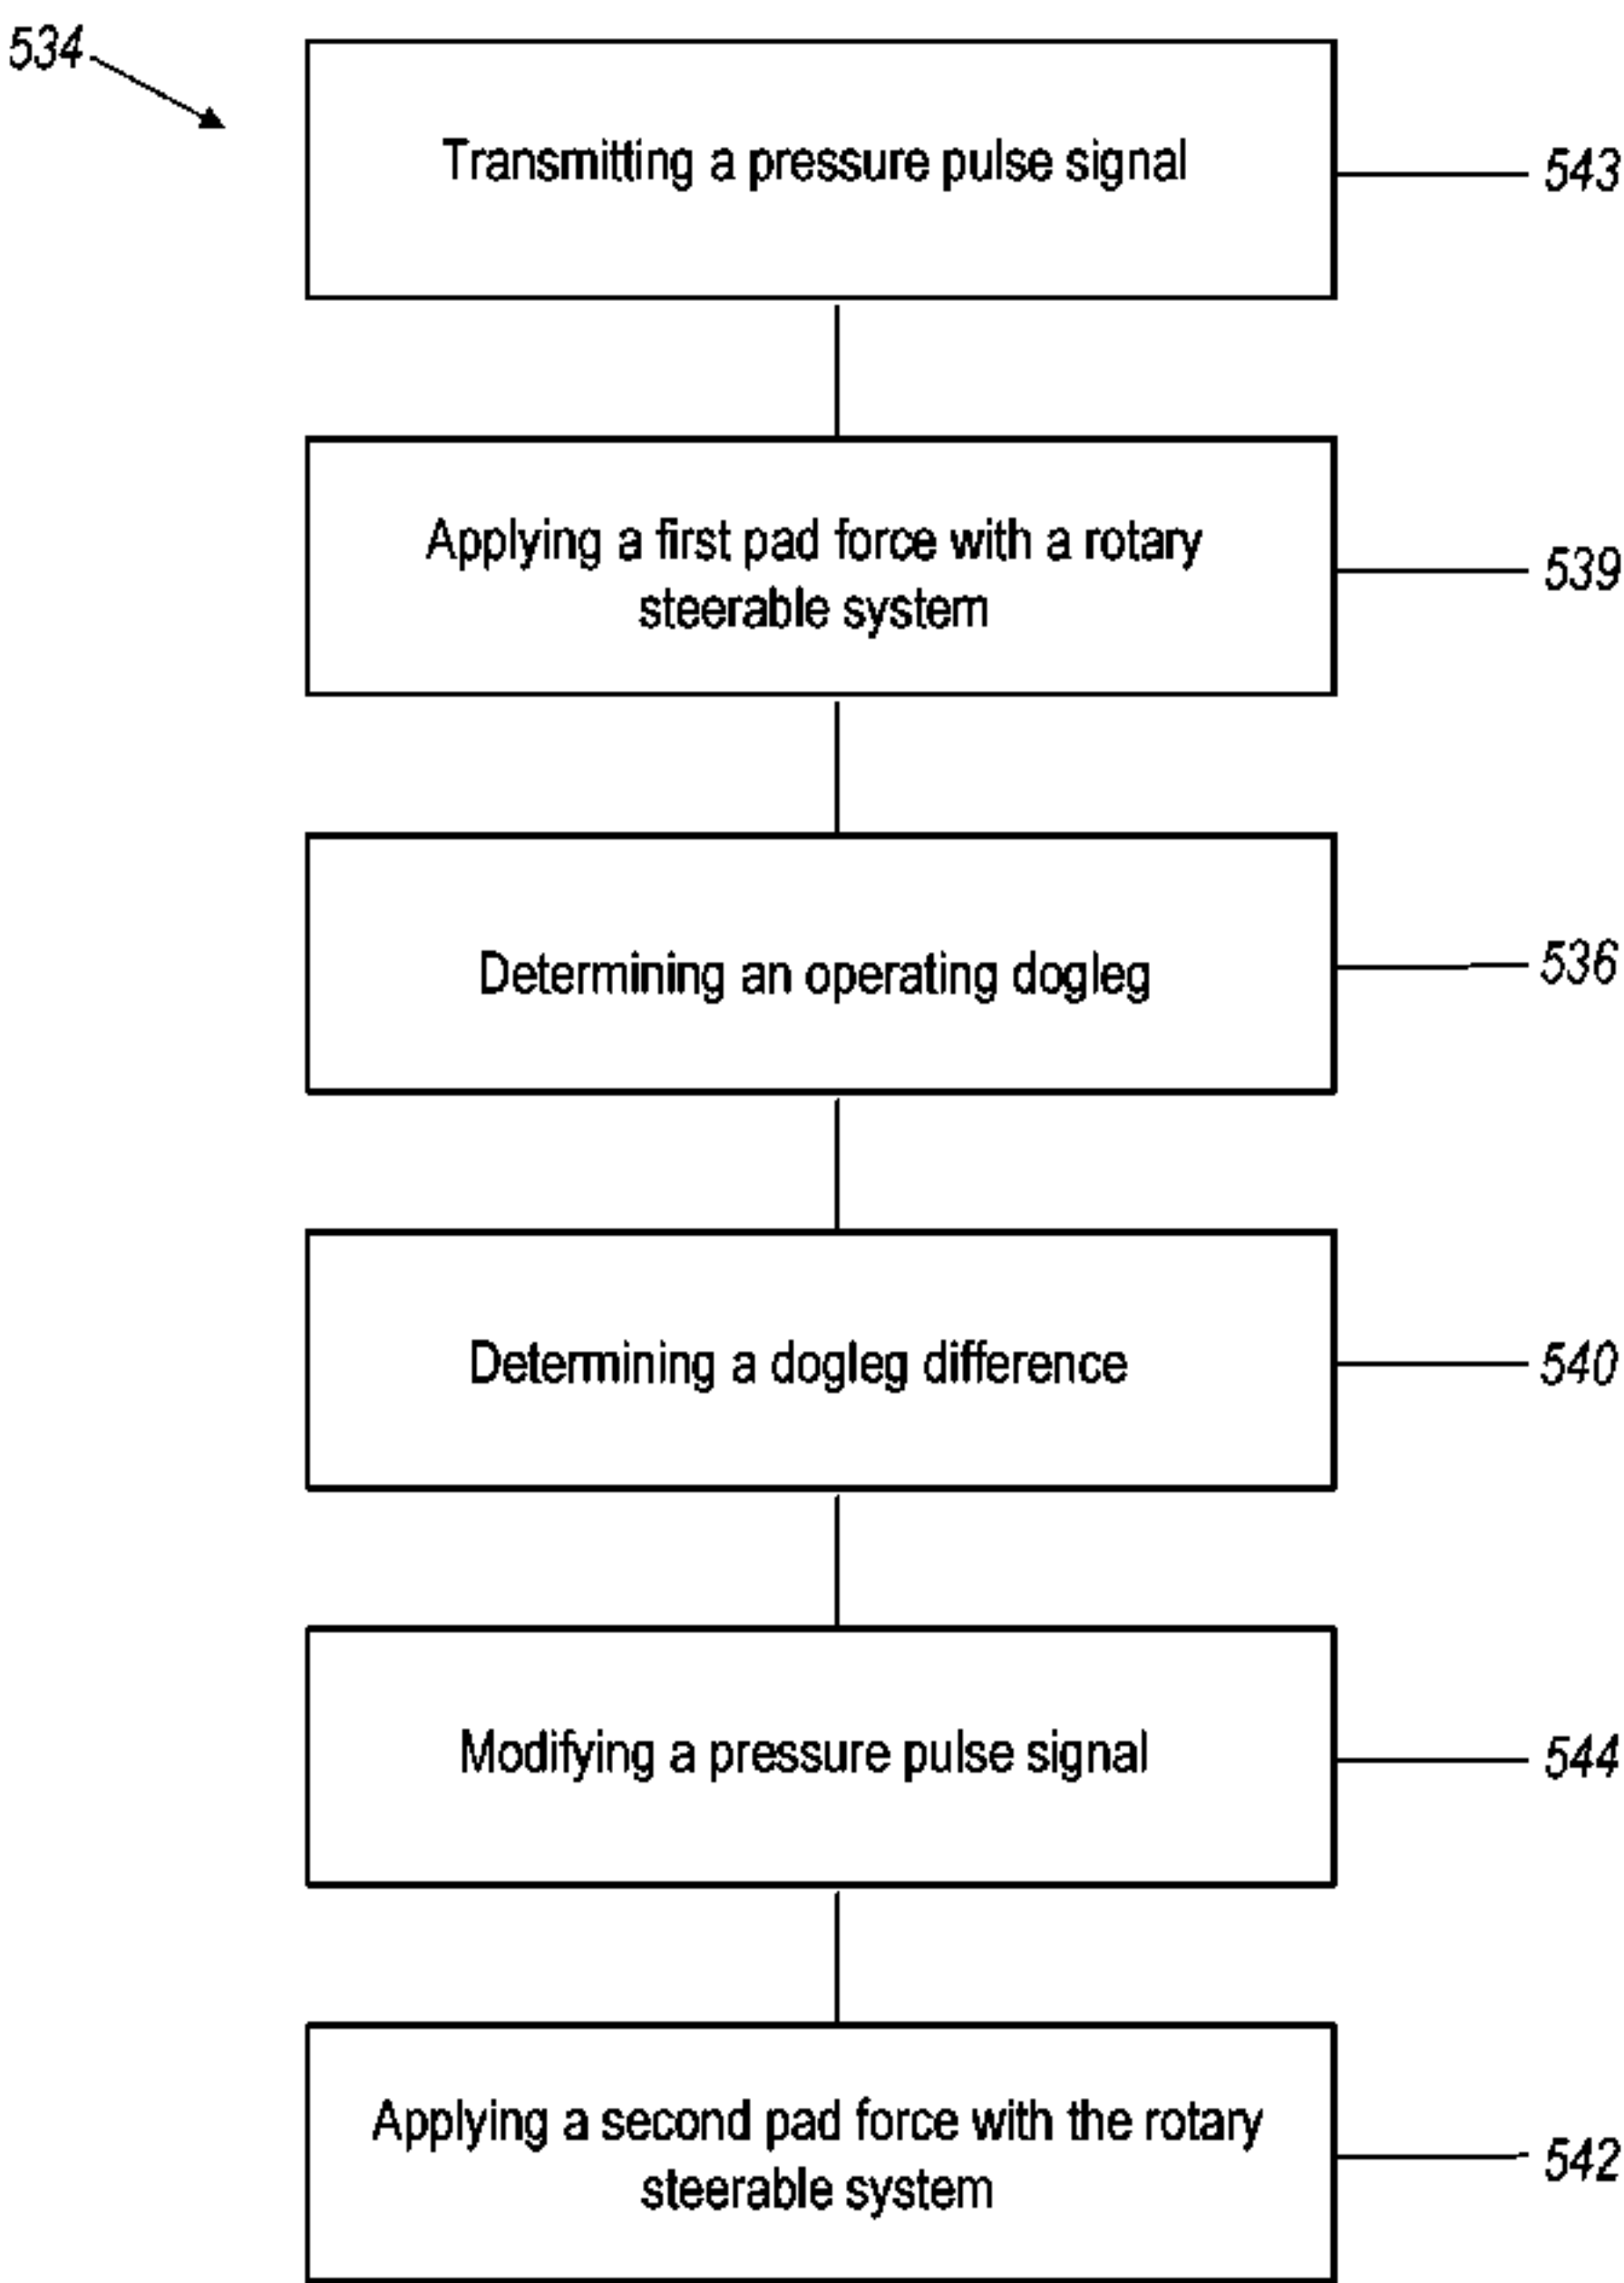 534
Transmitting a pressure pulse signal
543
Applying a first pad force with a rotary
steerable system
539
Determining an operating dogleg
536
Determining a dogleg difference
540
Modifying a pressure pulse signal
544
Applying a second pad force with the rotary
steerable system
542